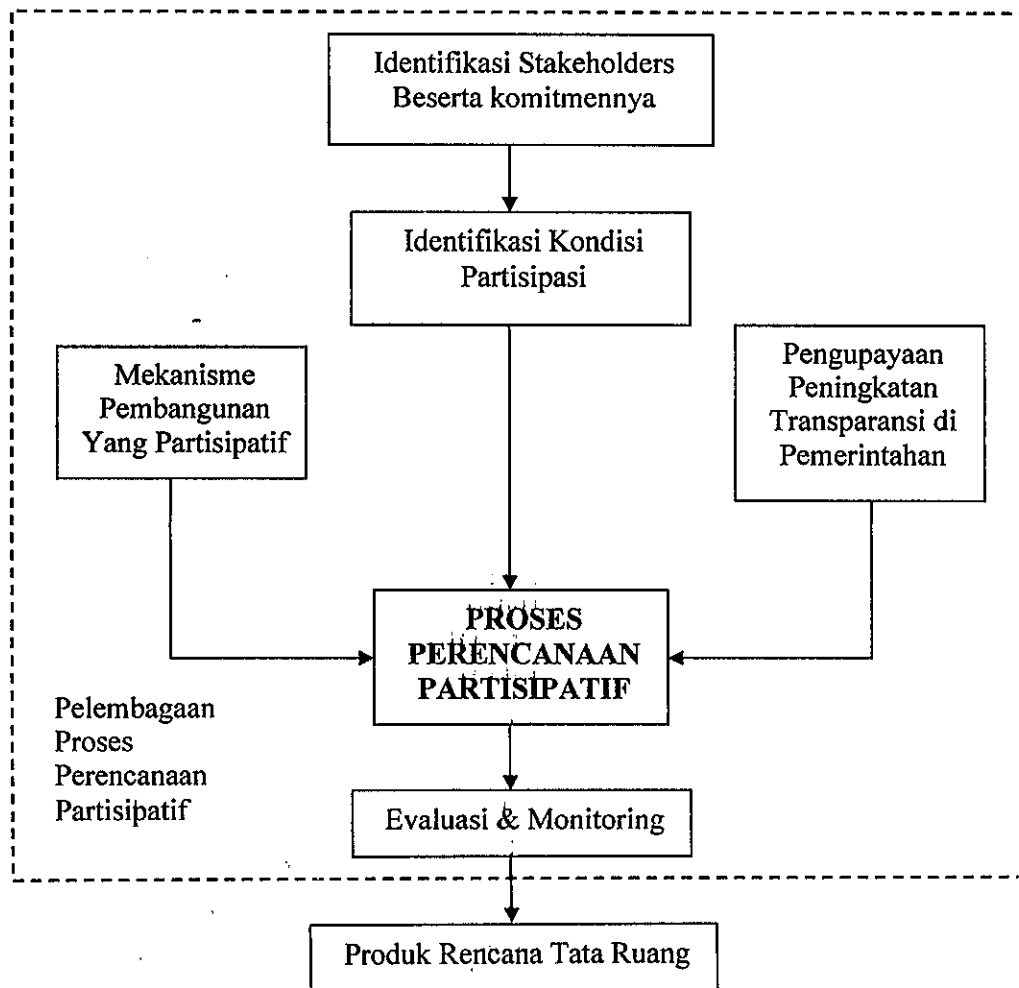 Identifikasi Stakeholders
Beserta komitmennya
Identifikasi Kondisi
Partisipasi
Mekanisme
Pembangunan
Yang Partisipatif
Pengupayaan
Peningkatan
Transparansi di
Pemerintahan
PROSES
PERENCANAAN
PARTISIPATIF
Pelembagaan
Proses
Perencanaan
Partisipatif
Evaluasi & Monitoring
Produk Rencana Tata Ruang